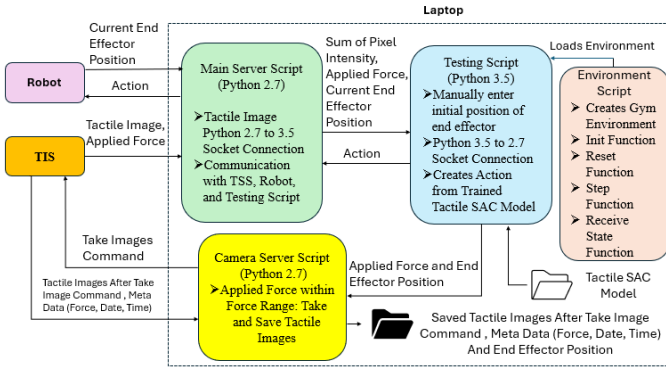 Laptop
Current End
Effector
Position
Robot
Action
Main Server Script
(Python 2.7)
➢Tactile Image
Python 2.7 to 3.5
Socket Connection
➢Communication
with TSS, Robot,
and Testing Script
Sum of Pixel
Intensity,
Applied Force,
Current End
Effector
Position
Action
Testing Script
(Python 3.5)
➢Manually enter
initial position of
end effector
➢Python 3.5 to 2.7
Socket Connection
➢Creates Action
from Trained
Tactile SAC Model
Loads Environment
Environment
Script
➢ Creates Gym
Environment
➢ Init Function
➢ Reset
Function
➢ Step
Function
➢ Receive
State
Function
TIS
Tactile Image,
Applied Force
Take Images
Command
Tactile Images After Take
Image Command , Meta
Data (Force, Date, Time)
Camera Server Script
(Python 2.7)
➢Applied Force within
Force Range: Take
and Save Tactile
Images
Applied Force and End
Effector Position
Tactile SAC
Model
Saved Tactile Images After Take Image
Command , Meta Data (Force, Date, Time)
And End Effector Position